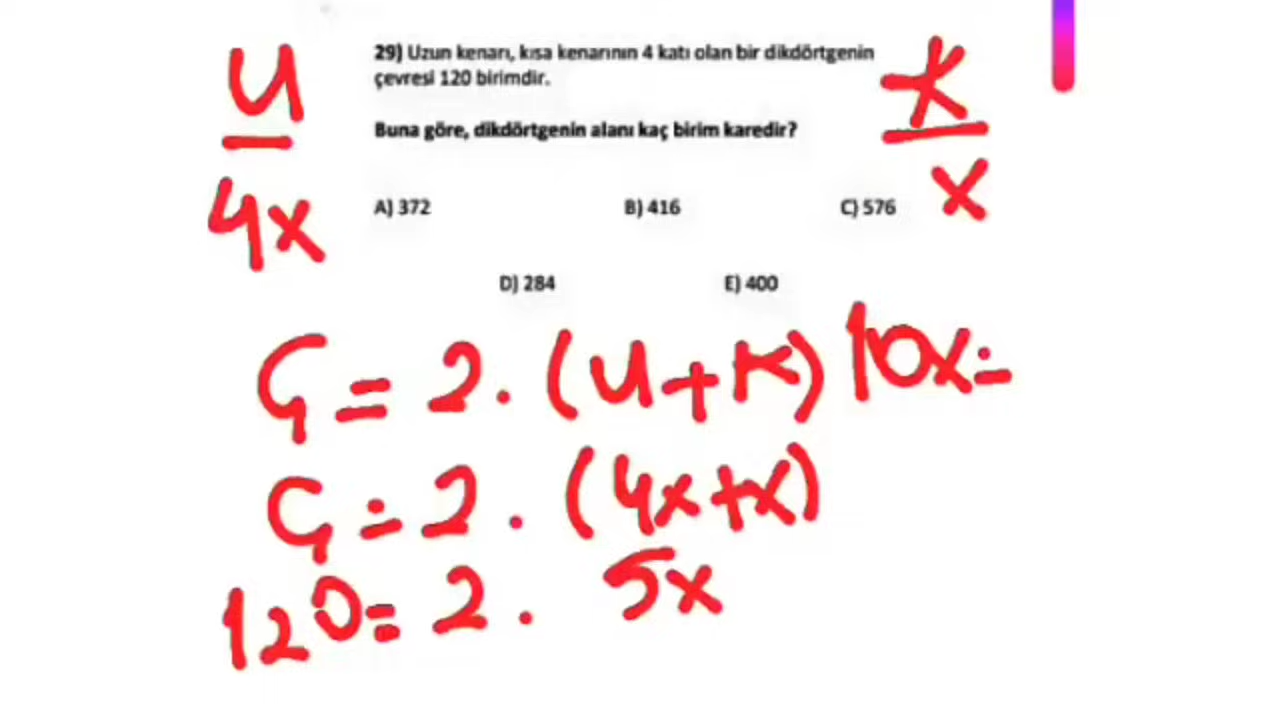 29) Uzun kenarı, kısa kenarının 4 katı olan bir dikdörtgenin
çevresi 120 birimdir.
Buna göre, dikdörtgenin alanı kaç birim karedir?
A) 372 B) 416 C) 576
D) 284 E) 400
U
4x
K
x
Ç = 2 . (U+K)
10x=
Ç = 2 . (4x+x)
120= 2 . 5x